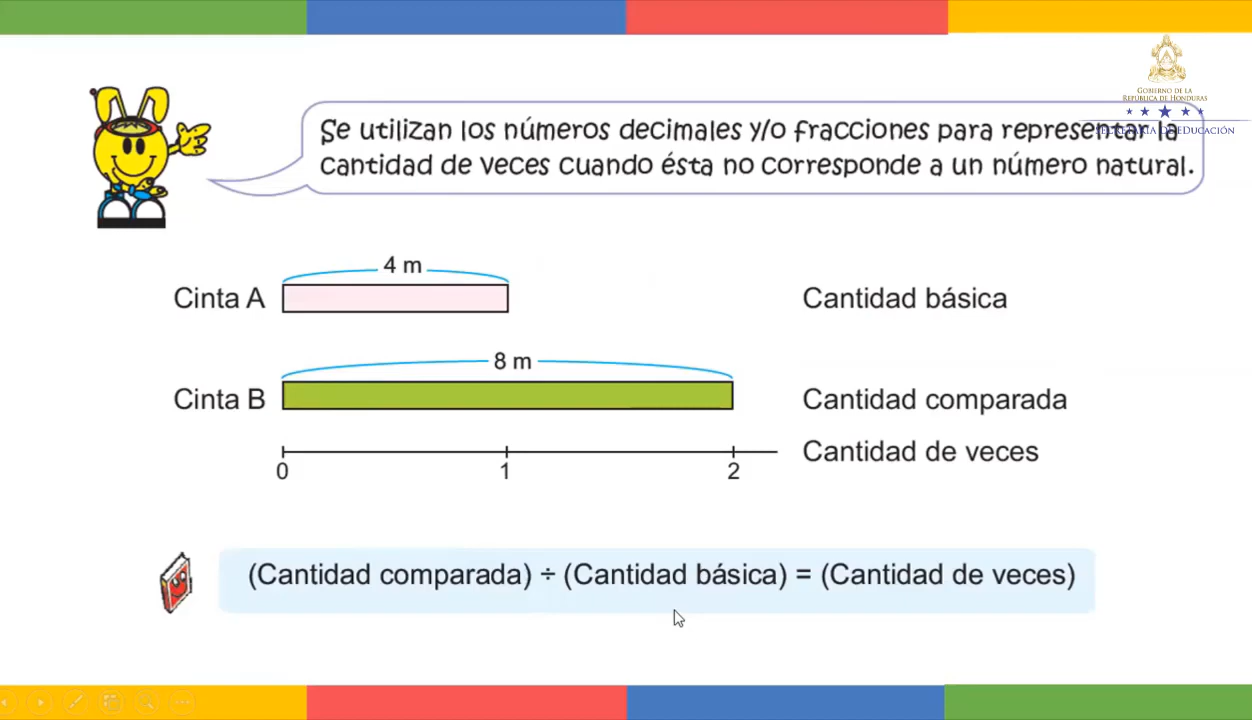 GOBIERNO DE LA
REPÚBLICA DE HONDURAS
SECRETARÍA DE EDUCACIÓN
Se utilizan los números decimales y/o fracciones para representar la
cantidad de veces cuando ésta no corresponde a un número natural.
4 m
Cinta A
Cantidad básica
8 m
Cinta B
Cantidad comparada
Cantidad de veces
0 1 2
(Cantidad comparada) ÷ (Cantidad básica) = (Cantidad de veces)